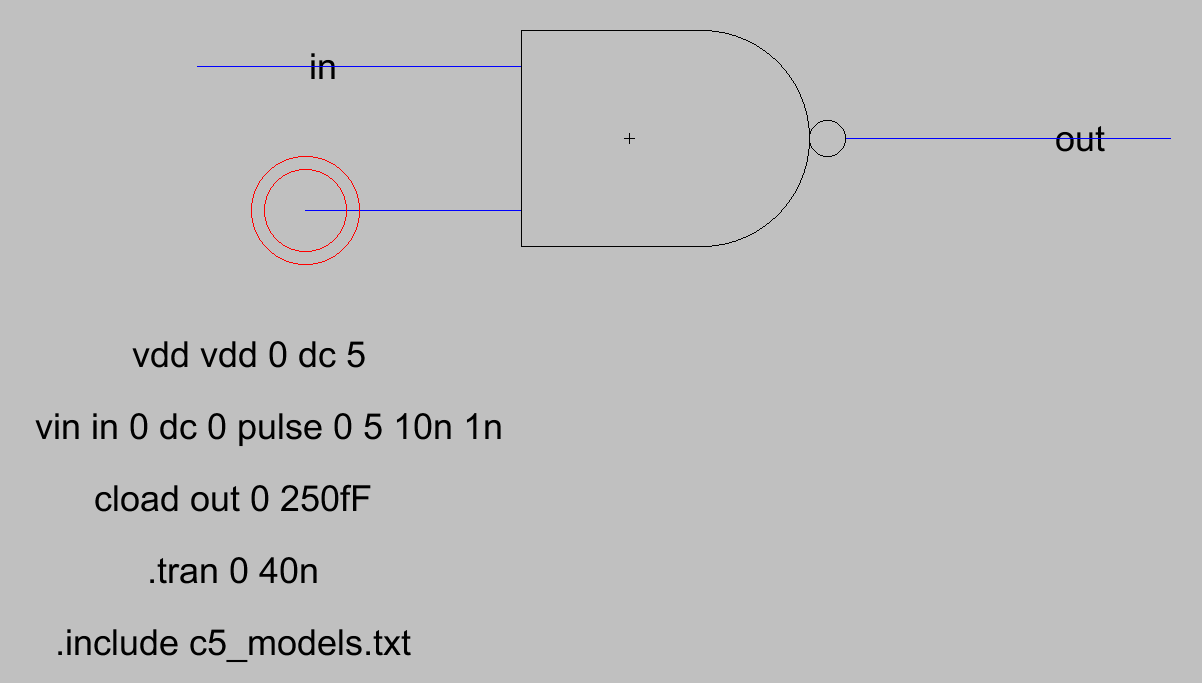 in
out
vdd vdd 0 dc 5
vin in 0 dc 0 pulse 0 5 10n 1n
cload out 0 250fF
.tran 0 40n
.include c5_models.txt